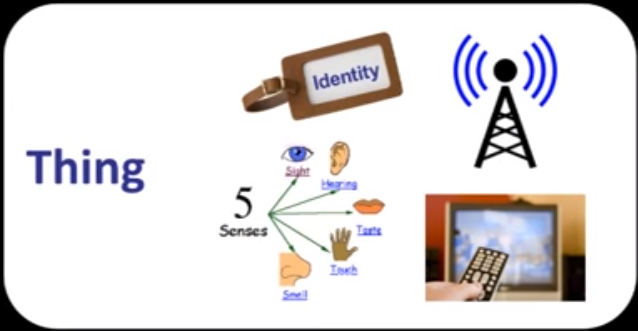 Thing
Identity
5
Senses
Sight
Hearing
Taste
Touch
Smell